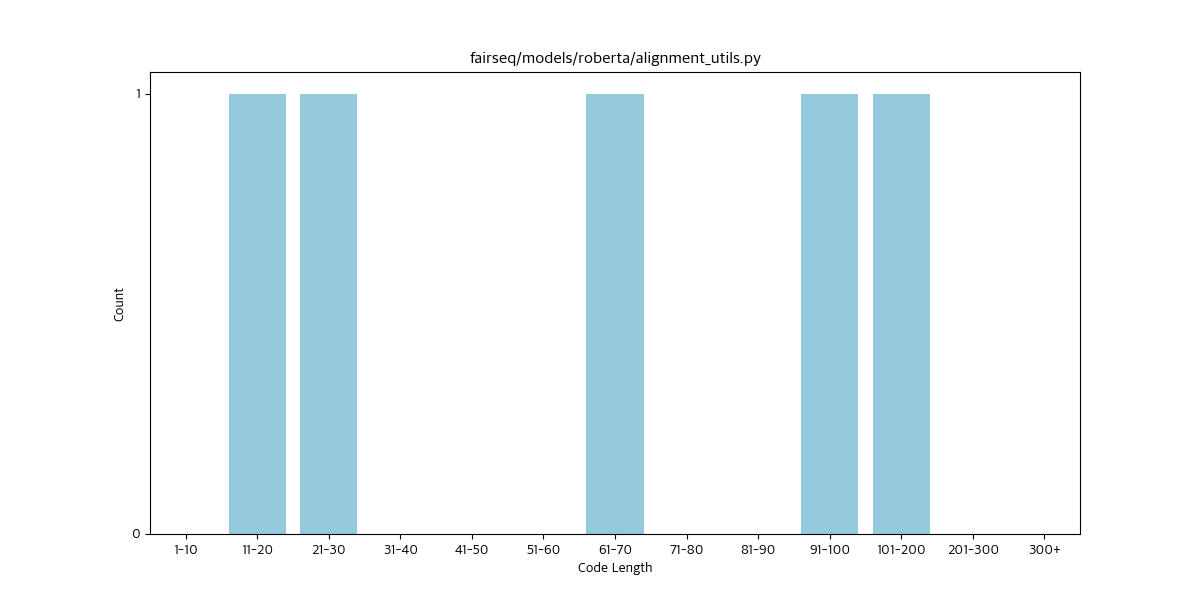 fairseq/models/roberta/alignment_utils.py
1
Count
0
1-10 11-20 21-30 31-40 41-50 51-60 61-70 71-80 81-90 91-100 101-200 201-300 300+
Code Length